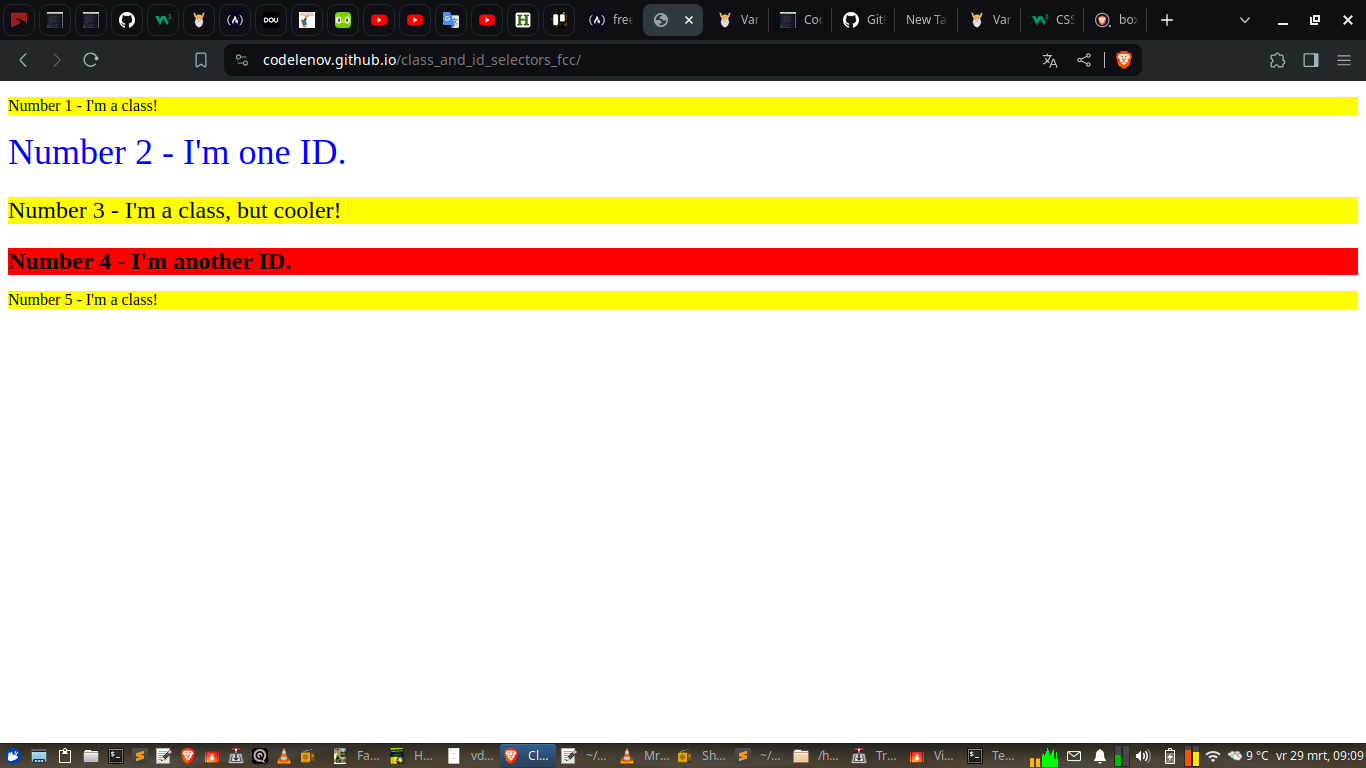 DOU
free
Var
Coc
Git
New Ta
Var
CSS
box
codelenov.github.io/class_and_id_selectors_fcc/
Number 1 - I'm a class!
Number 2 - I'm one ID.
Number 3 - I'm a class, but cooler!
Number 4 - I'm another ID.
Number 5 - I'm a class!
Fa...
H...
vd...
Cl...
~/...
Mr...
Sh...
~/...
/h...
Tr...
Vi...
Te...
9 °C
vr 29 mrt, 09:09